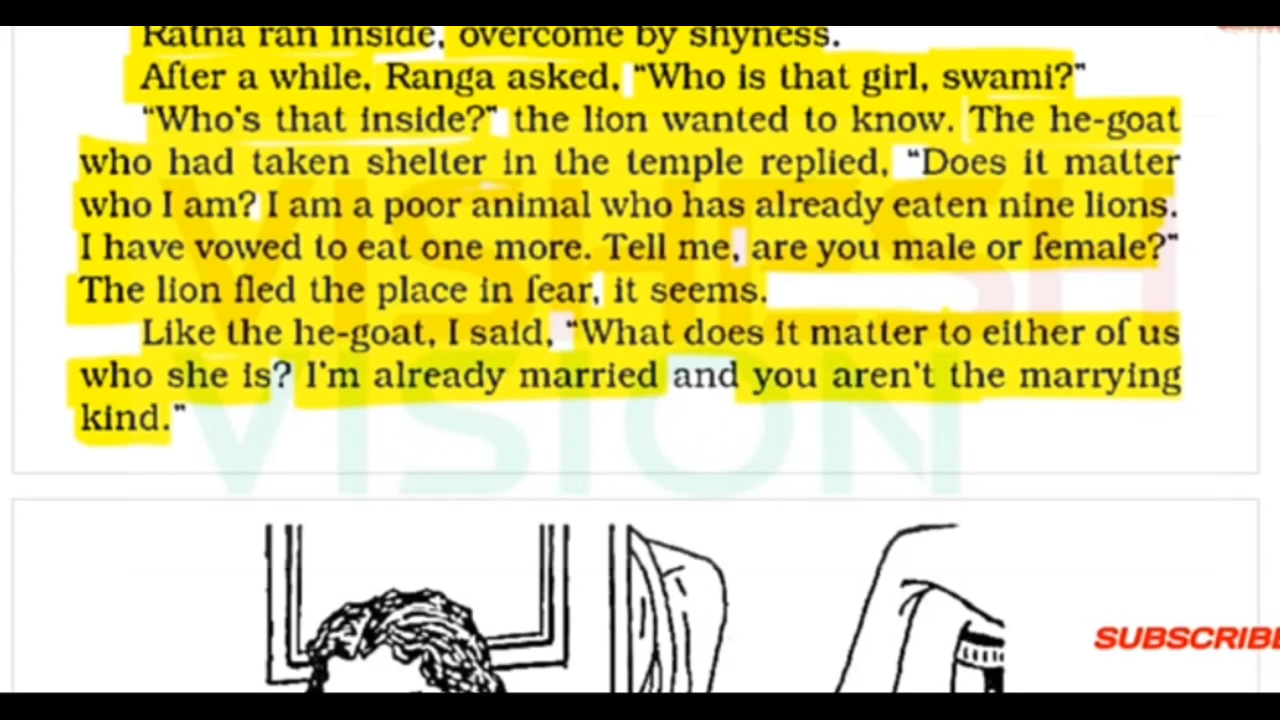 Ratna ran inside, overcome by shyness.
After a while, Ranga asked, “Who is that girl, swami?”
“Who's that inside?” the lion wanted to know. The he-goat
who had taken shelter in the temple replied, “Does it matter
who I am? I am a poor animal who has already eaten nine lions.
I have vowed to eat one more. Tell me, are you male or female?”
The lion fled the place in fear, it seems.
Like the he-goat, I said, “What does it matter to either of us
who she is? I'm already married and you aren't the marrying
kind.”
VISHESH
VISION
SUBSCRIBE